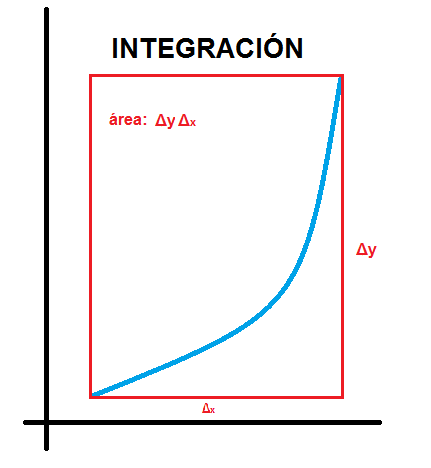 INTEGRACIÓN
área: Δy Δx
Δy
Δx